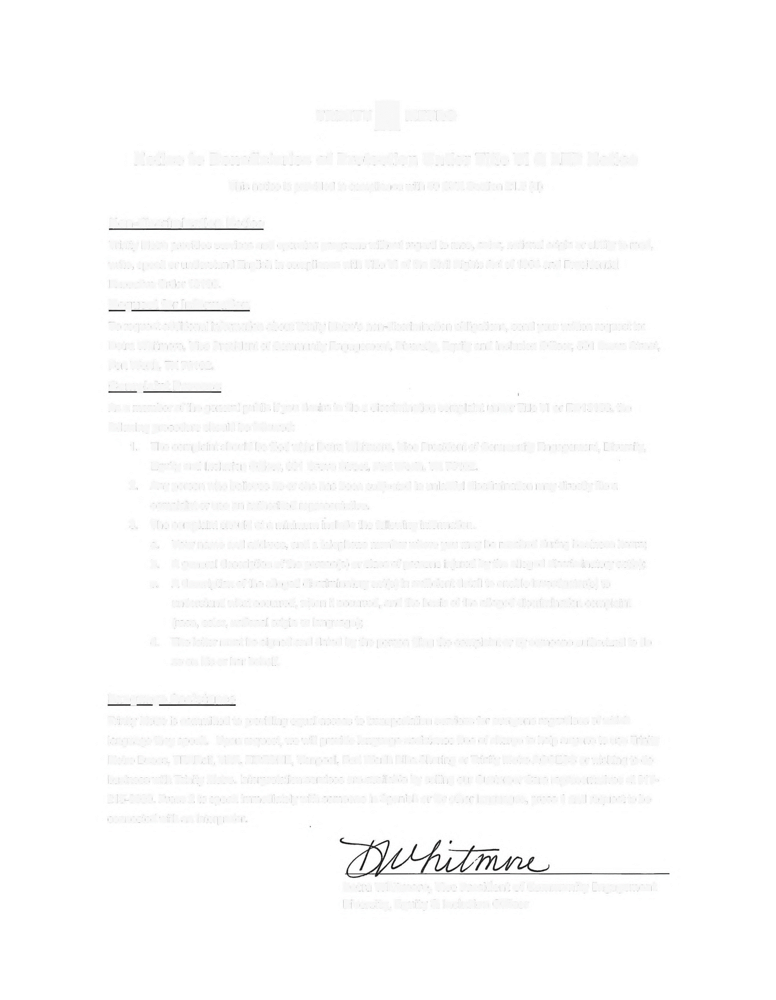 TRINITY METRO
Notice to Beneficiaries of Protection Under Title VI & LEP Notice
This notice is provided in compliance with 49 CFR Section
Non-discrimination Notice
Trinity Metro provides services and operates programs without regard to race, color, national origin or ability to read,
write, speak or understand English in compliance with Title VI of the Civil Rights Act of 1964 and Presidential
Executive Order
Request for Information
To request additional information about Trinity Metro's non-discrimination obligations, send your written request to:
Detra Whitmore, Vice President of Community Engagement, Diversity, Equity and Inclusion Officer, Street,
Fort Worth, TX
Complaint Process
As a member of the general public if you desire to file a discrimination complaint under Title VI or the
following procedure should be followed:
1. The complaint should be filed with: Detra Whitmore, Vice President of Community Engagement, Diversity,
Equity and Officer, Street, Fort Worth, TX
2. Any person who believes he or she has been subjected to unlawful discrimination may directly file a
complaint or use an authorized representative.
3. The complaint should at a minimum include the following information.
a. Your name and address, and a telephone number where you may be reached during business hours;
b. A general description of the person(s) or class of persons injured by the alleged discriminatory act(s);
c. A description of the alleged discriminatory act(s) in sufficient detail to enable investigator(s) to
understand what occurred, when it occurred, and the basis of the alleged discrimination complaint
(race, color, national origin or language);
d. The letter must be signed and dated by the person filing the complaint or by someone authorized to do
so on his or her behalf.
Language Assistance
Trinity Metro is committed to providing equal access to transportation services for everyone regardless of which
language they speak. Upon request, we will provide language assistance free of charge to help anyone to use Trinity
Metro Buses, TEXRail, Vanpool, Fort Worth Bike Sharing or Trinity Metro ACCESS or wishing to do
business with Trinity Metro. Interpretation services are available by calling our Customer Care representatives at
Press 2 to speak immediately with someone in Spanish or for other languages, press 1 and request to be
connected with an interpreter.
DWhitmore
Detra Whitmore, Vice President of Community Engagement
Diversity, Equity & Inclusion Officer